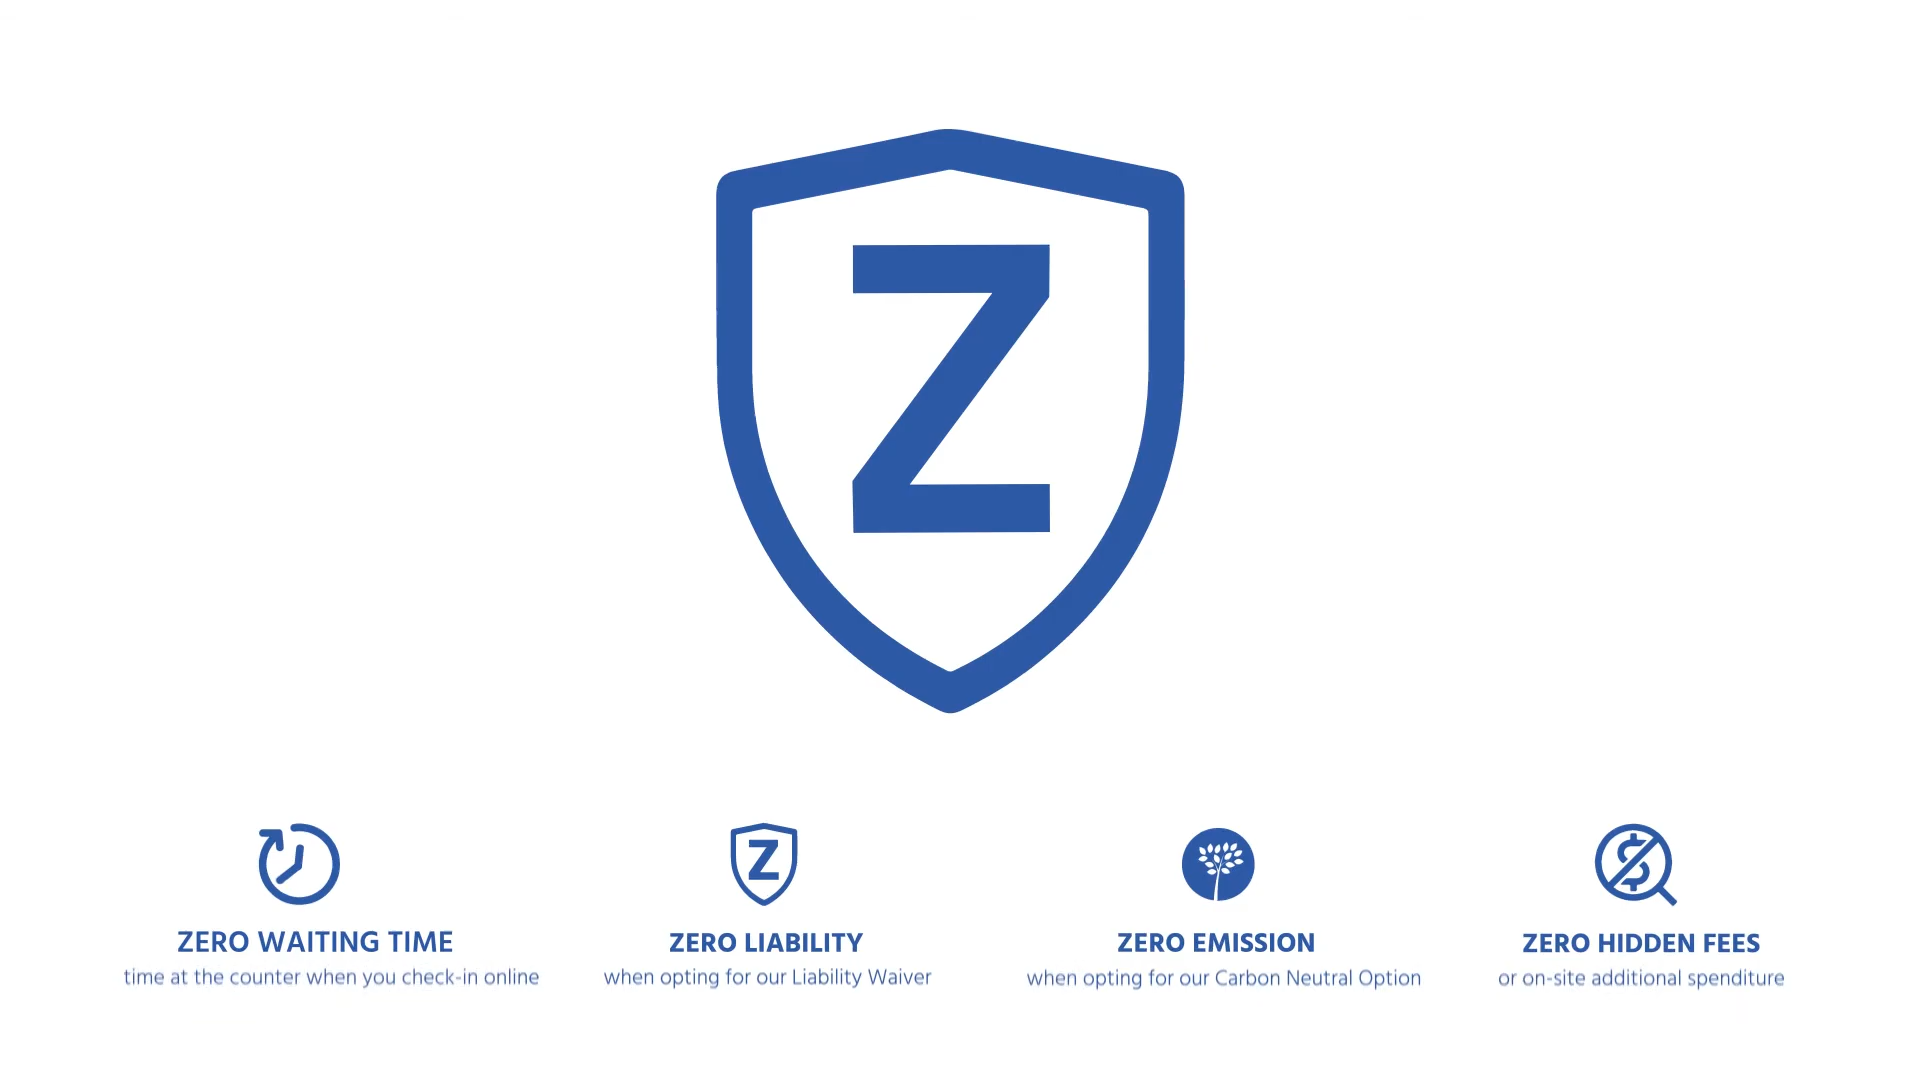 Z
Z
ZERO WAITING TIME
time at the counter when you check-in online
ZERO LIABILITY
when opting for our Liability Waiver
ZERO EMISSION
when opting for our Carbon Neutral Option
$
ZERO HIDDEN FEES
or on-site additional spenditure